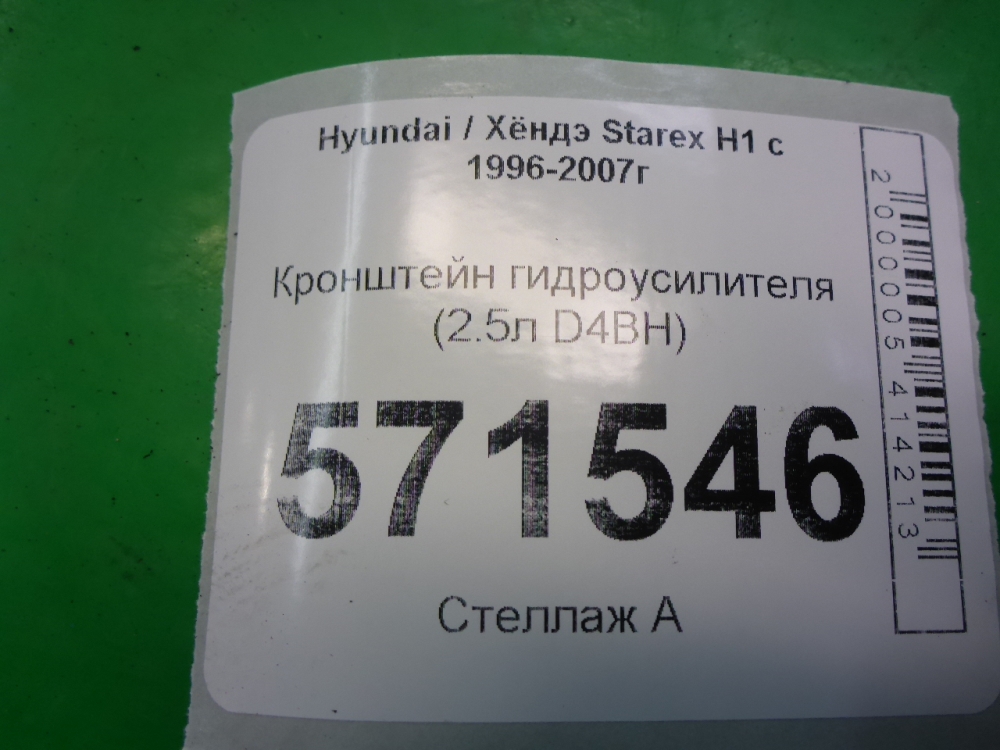 Hyundai / Хёндэ Starex H1 с
1996-2007г
Кронштейн гидроусилителя
(2.5л D4BH)
571546
Стеллаж А
2000005414213